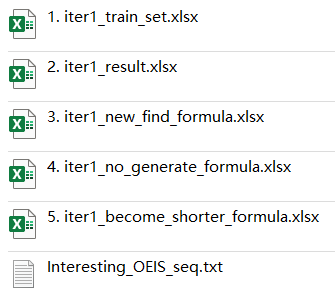 1. iter1_train_set.xlsx
2. iter1_result.xlsx
3. iter1_new_find_formula.xlsx
4. iter1_no_generate_formula.xlsx
5. iter1_become_shorter_formula.xlsx
Interesting_OEIS_seq.txt